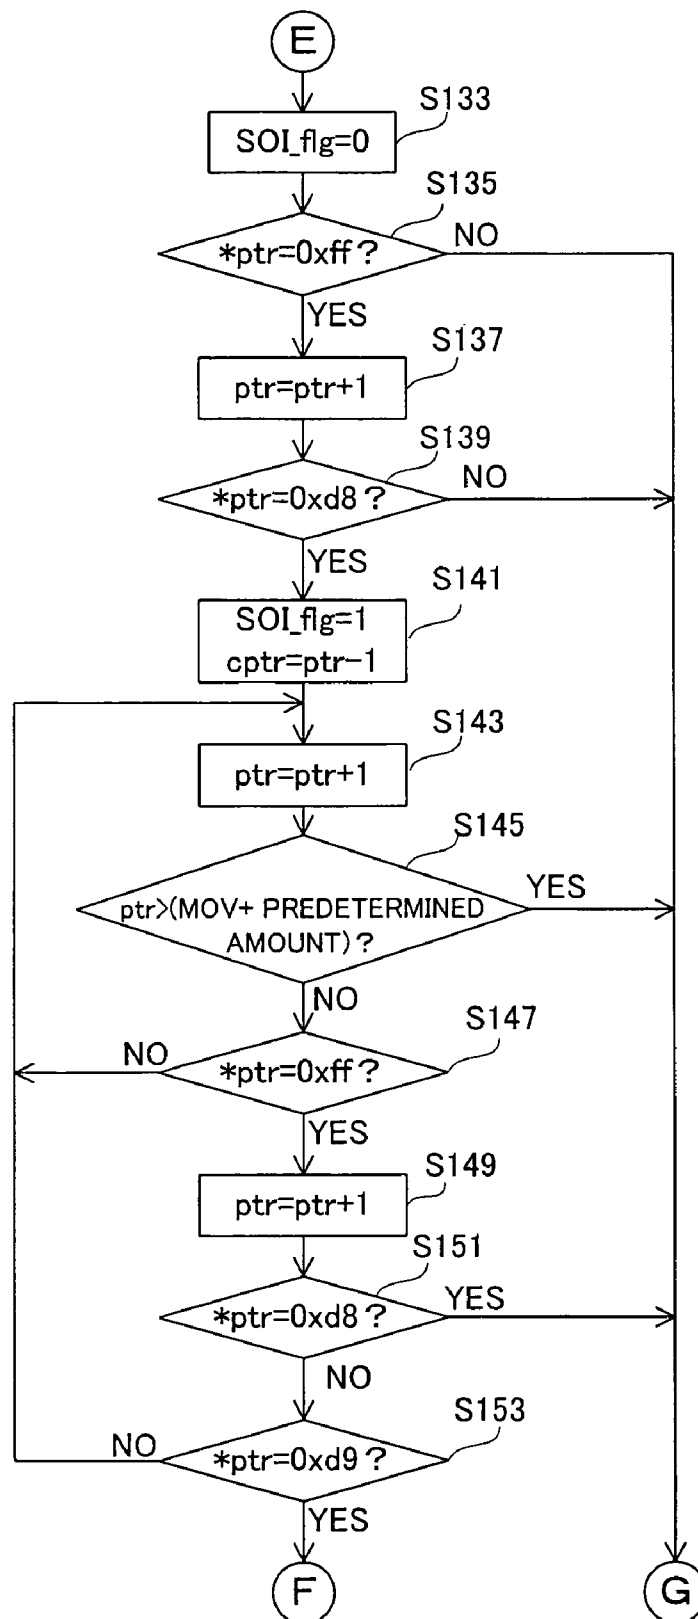 E
S133
SOI_flg=0
S135
*ptr=0xff?
NO
YES
S137
ptr=ptr+1
S139
*ptr=0xd8?
NO
YES
S141
SOI_flg=1
cptr=ptr-1
S143
ptr=ptr+1
S145
ptr>(MOV+ PREDETERMINED
AMOUNT)?
YES
NO
S147
NO
*ptr=0xff?
YES
S149
ptr=ptr+1
S151
*ptr=0xd8?
YES
NO
S153
NO
*ptr=0xd9?
YES
F
G